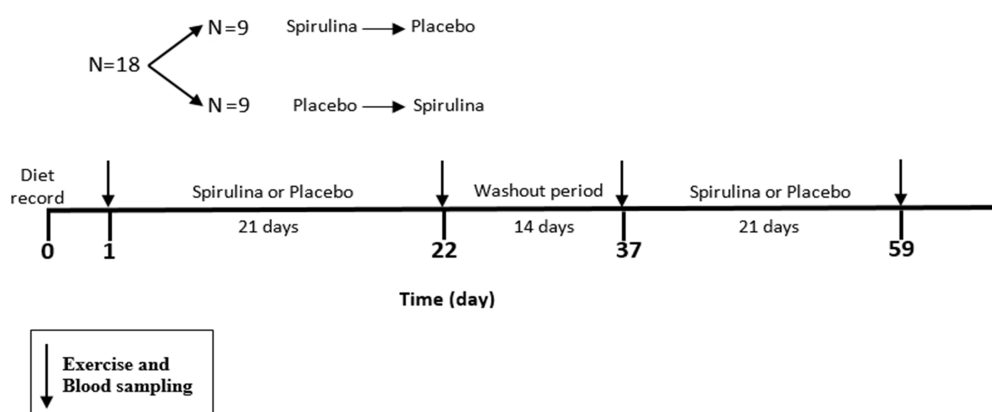 N=9 Spirulina Placebo
N=18
N=9 Placebo Spirulina
Diet
record
Spirulina or Placebo Washout period Spirulina or Placebo
21 days 14 days 21 days
0 1 22 37 59
Time (day)
Exercise and
Blood sampling